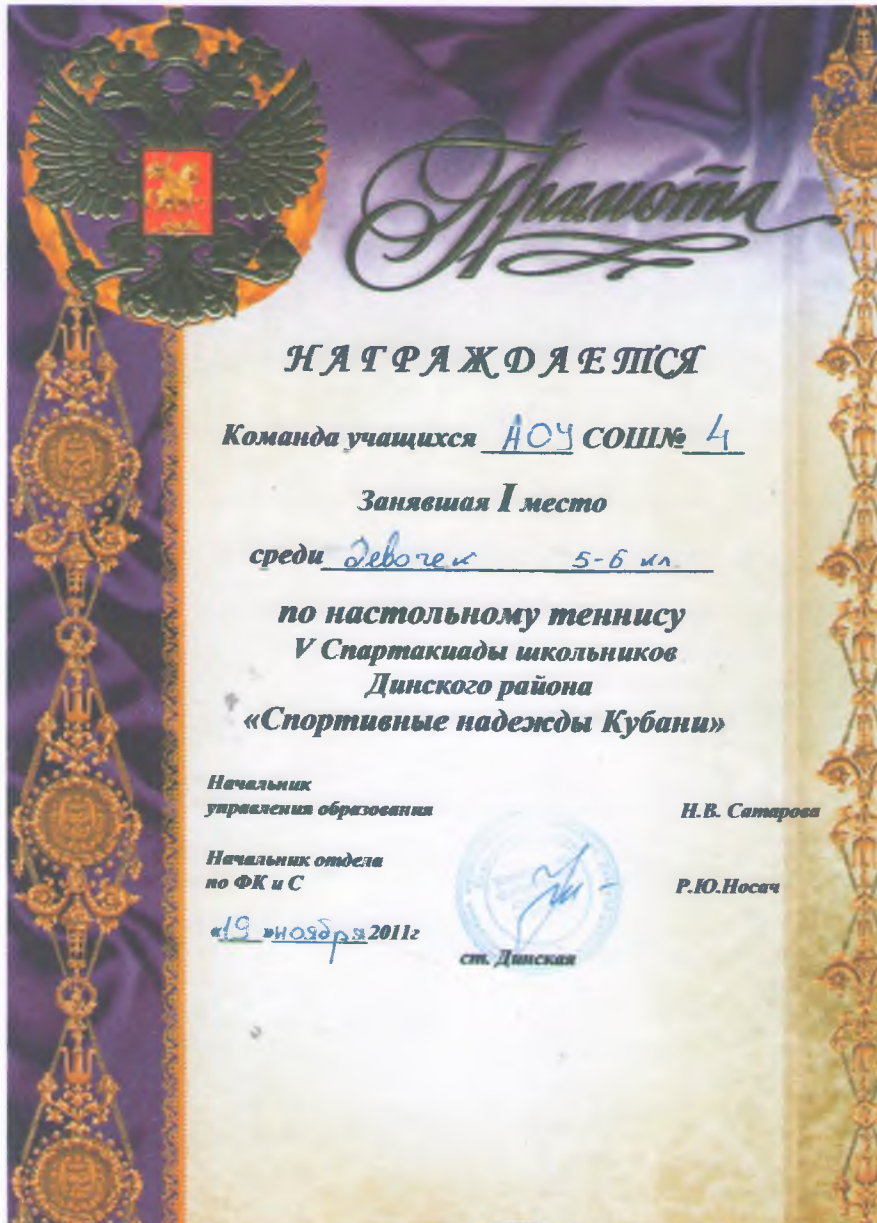 Грамота
НАГРАЖДАЕТСЯ
Команда учащихся АОУ СОШ№ 4
Занявшая I место
среди девочек 5-6 кл
по настольному теннису
V Спартакиады школьников
Динского района
«Спортивные надежды Кубани»
Начальник
управления образования Н.В. Сатарова
Начальник отдела
по ФК и С Р.Ю.Носач
«19 »ноября 2011г
ст. Динская